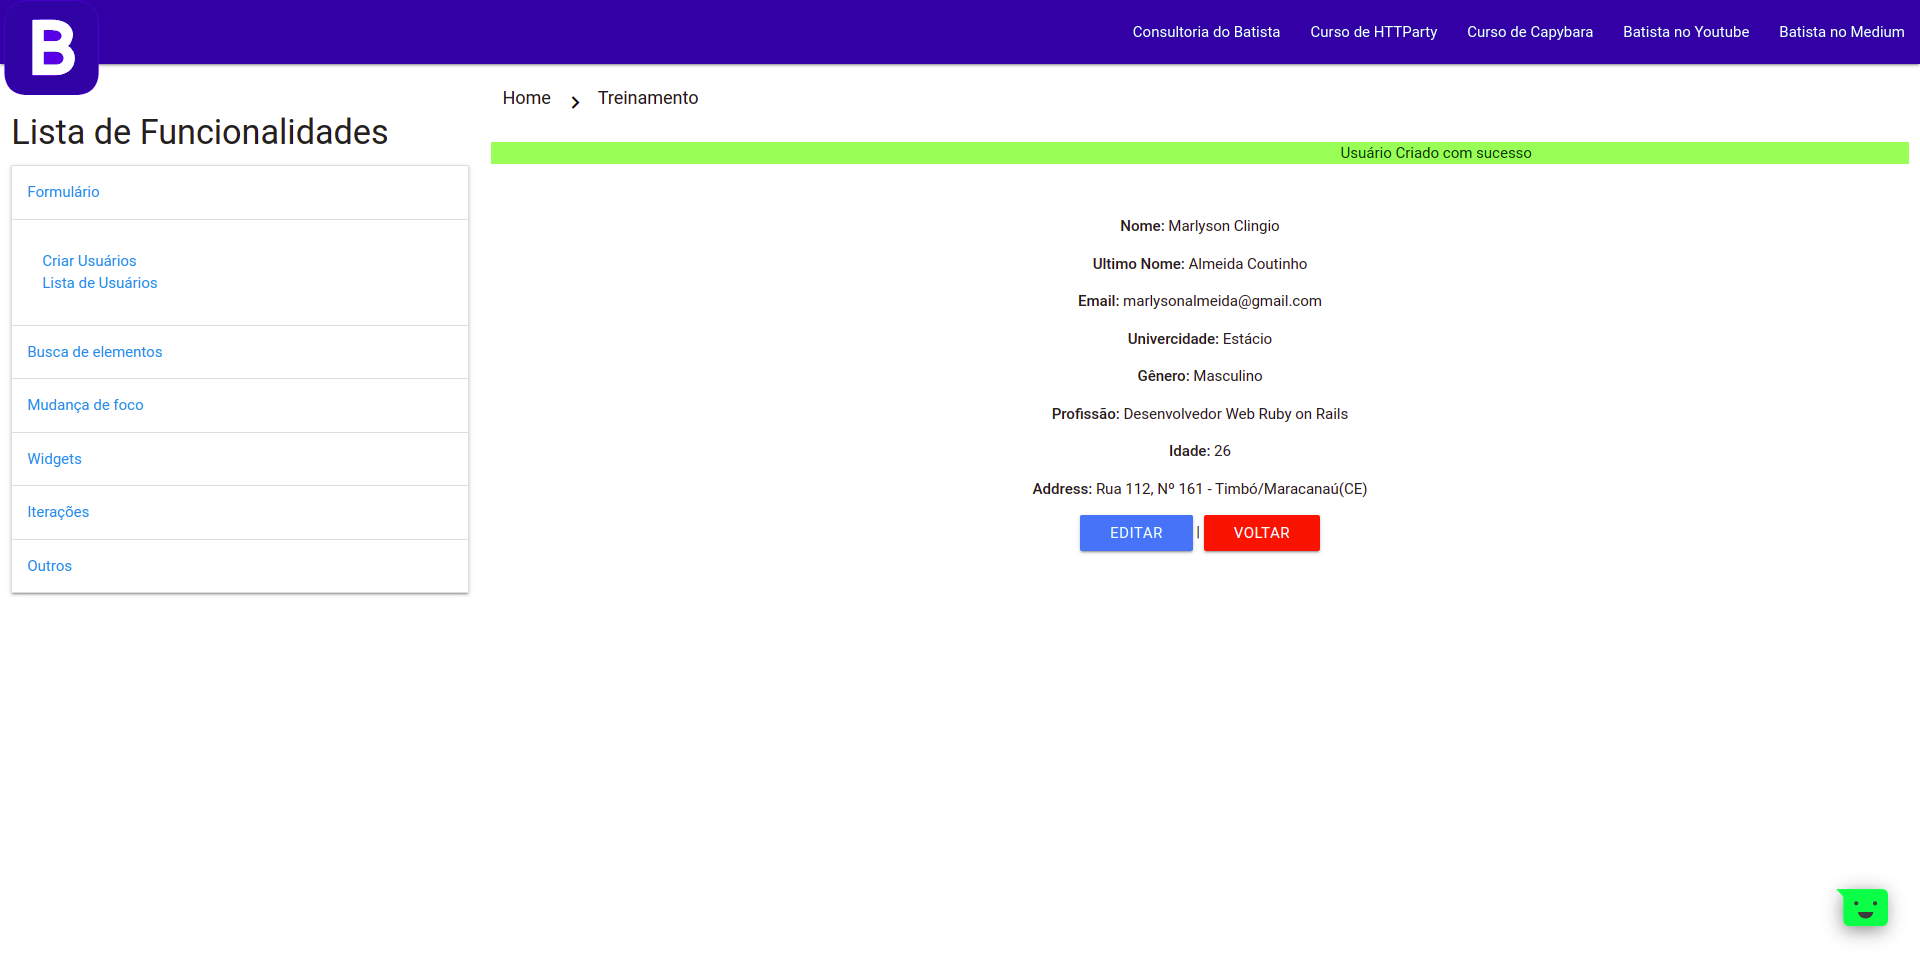 B
Consultoria do Batista Curso de HTTParty Curso de Capybara Batista no Youtube Batista no Medium
Home Treinamento
Lista de Funcionalidades
Formulário
Criar Usuários
Lista de Usuários
Busca de elementos
Mudança de foco
Widgets
Iterações
Outros
Usuário Criado com sucesso
Nome: Marlyson Clingio
Ultimo Nome: Almeida Coutinho
Email: marlysonalmeida@gmail.com
Univercidade: Estácio
Gênero: Masculino
Profissão: Desenvolvedor Web Ruby on Rails
Idade: 26
Address: Rua 112, Nº 161 - Timbó/Maracanaú(CE)
EDITAR | VOLTAR